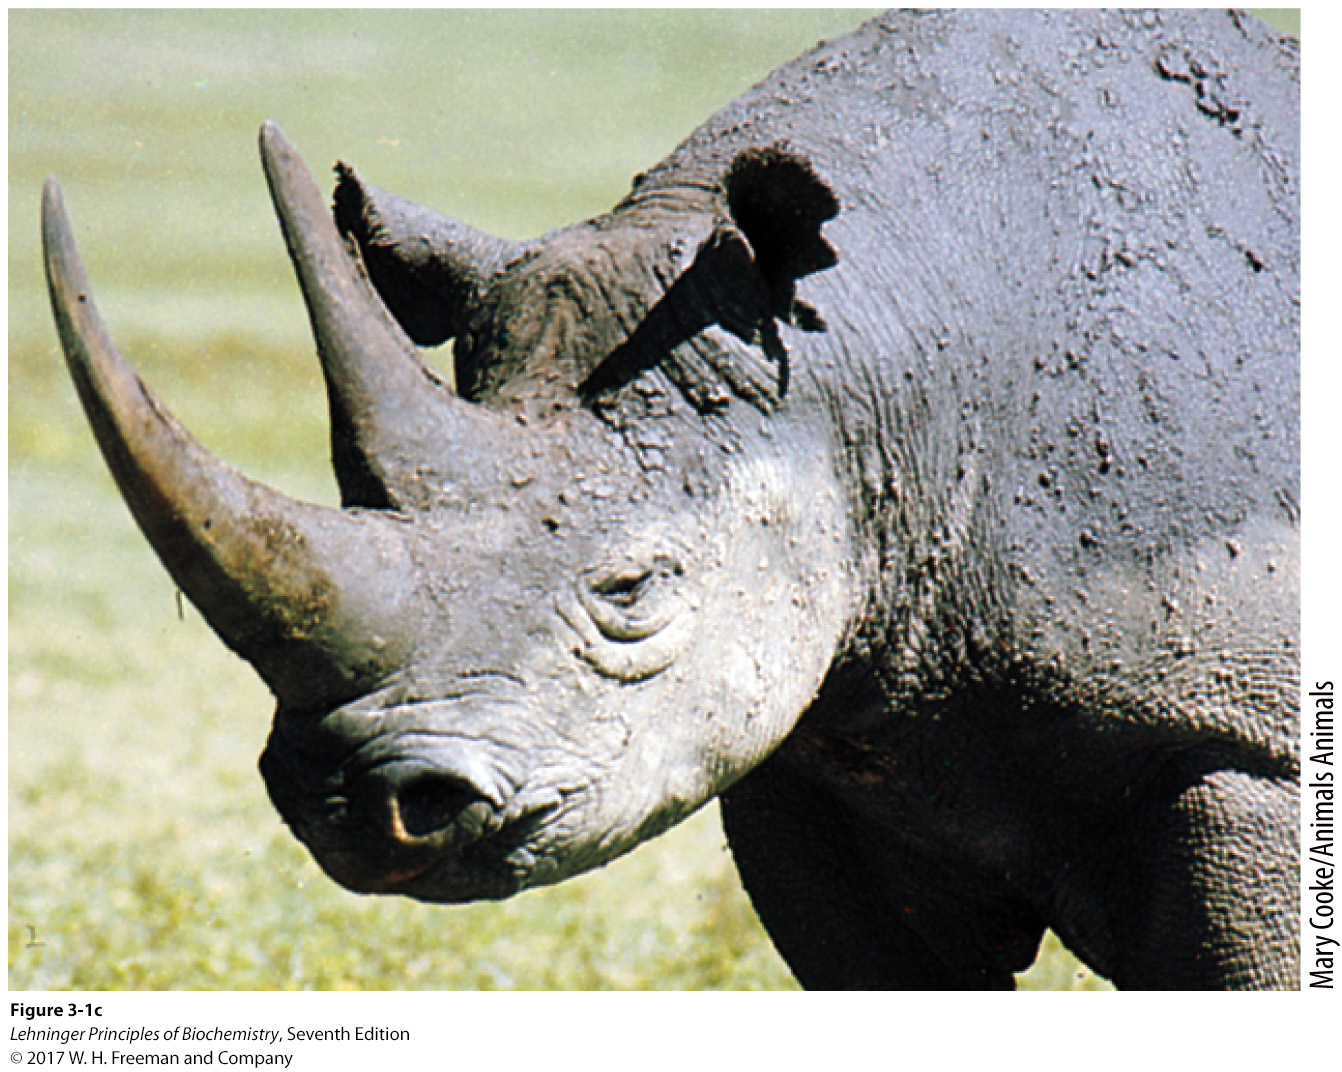 Mary Cooke/Animals Animals
Figure 3-1c
Lehninger Principles of Biochemistry, Seventh Edition
© 2017 W. H. Freeman and Company